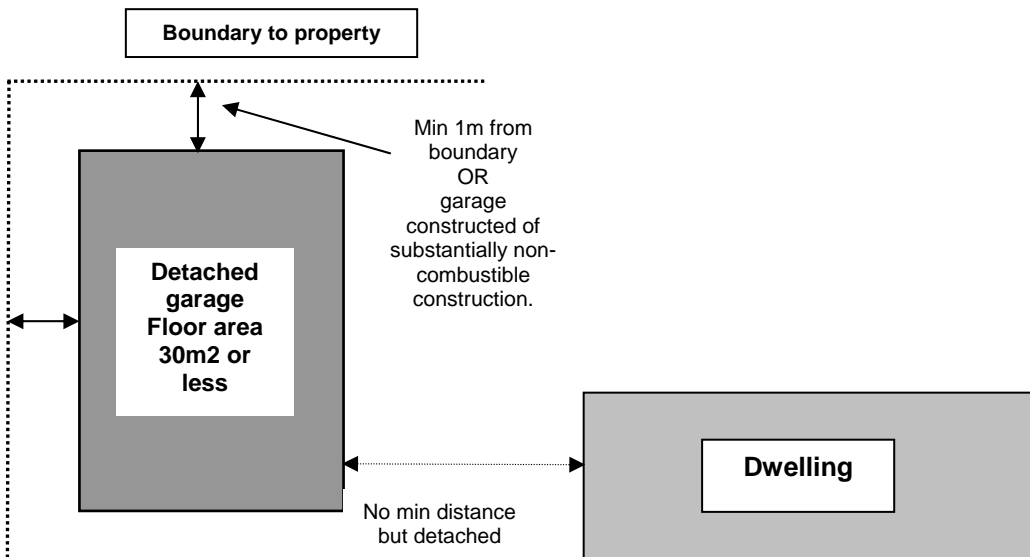 Boundary to property
Min 1m from
boundary
OR
garage
constructed of
substantially non-
combustible
construction.
Detached
garage
Floor area
30m2 or
less
Dwelling
No min distance
but detached